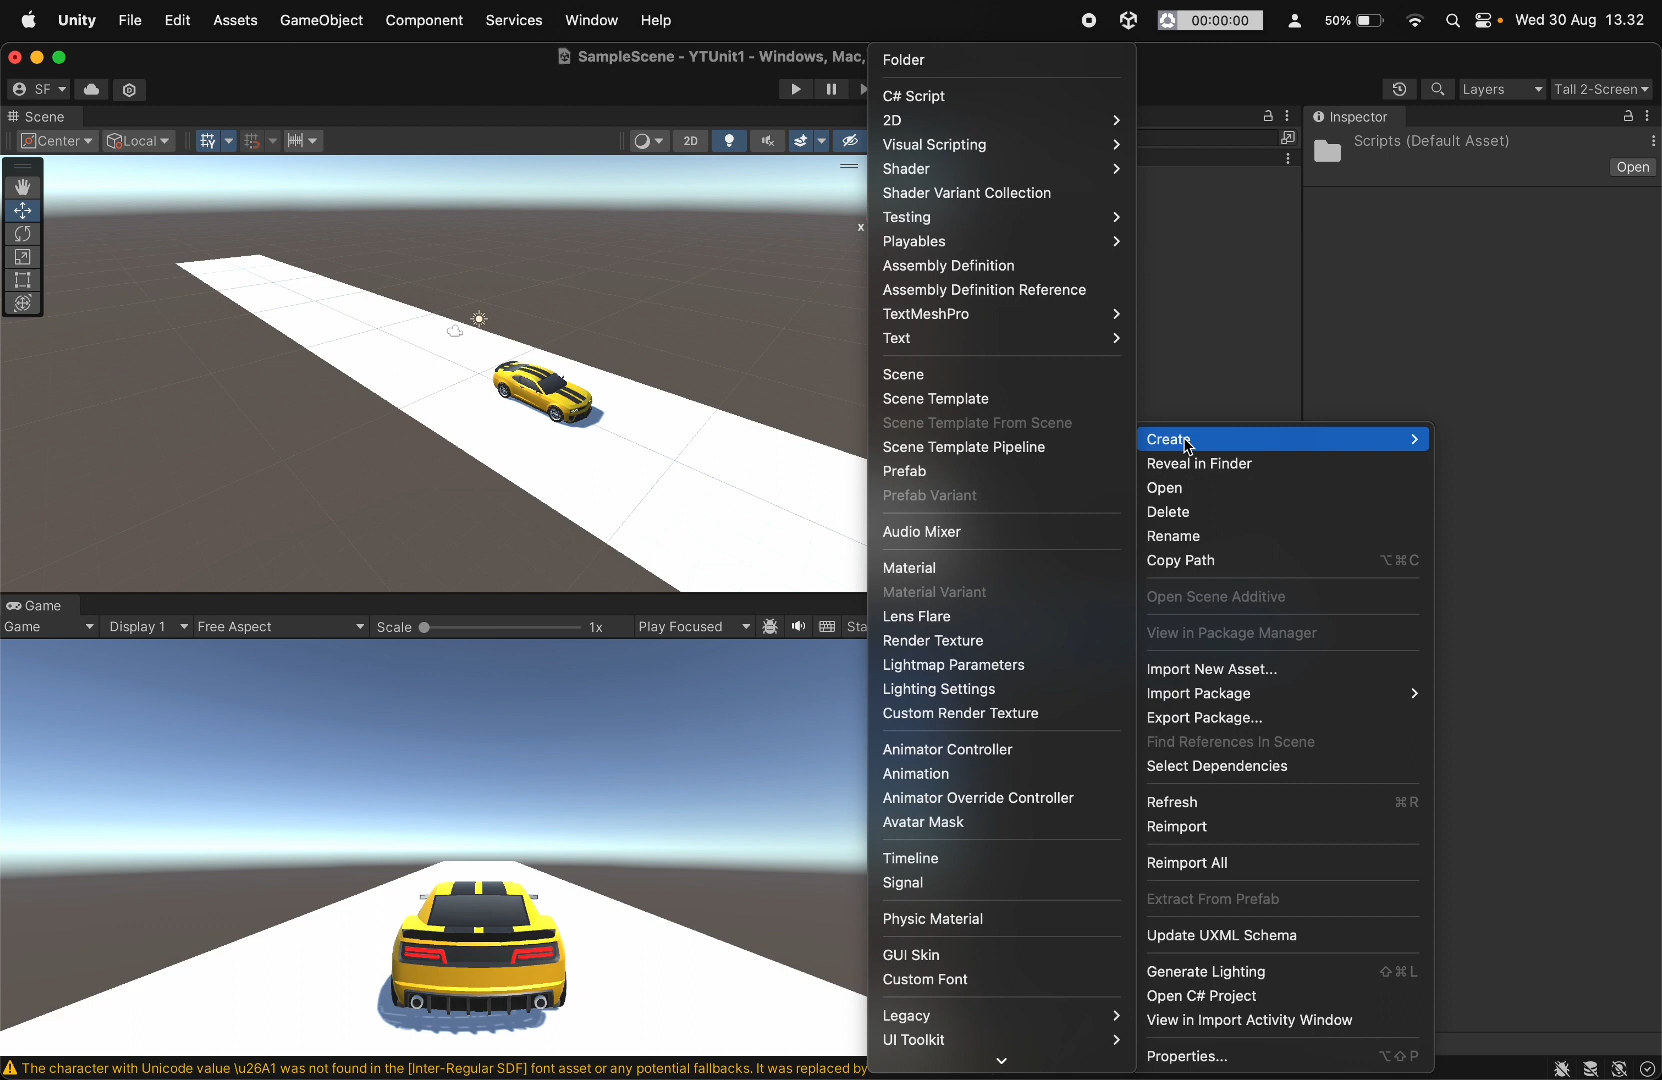 Unity File Edit Assets GameObject Component Services Window Help 00:00:00 50% Wed 30 Aug 13.32
SampleScene - YTUnit1 - Windows, Mac,
SF Layers Tall 2-Screen
Scene
Center Local 2D
x
Game
Game Display 1 Free Aspect Scale 1x Play Focused Sta
The character with Unicode value \u26A1 was not found in the [Inter-Regular SDF] font asset or any potential fallbacks. It was replaced by
Folder
C# Script
2D
Visual Scripting
Shader
Shader Variant Collection
Testing
Playables
Assembly Definition
Assembly Definition Reference
TextMeshPro
Text
Scene
Scene Template
Scene Template From Scene
Scene Template Pipeline
Prefab
Prefab Variant
Audio Mixer
Material
Material Variant
Lens Flare
Render Texture
Lightmap Parameters
Lighting Settings
Custom Render Texture
Animator Controller
Animation
Animator Override Controller
Avatar Mask
Timeline
Signal
Physic Material
GUI Skin
Custom Font
Legacy
UI Toolkit
Create
Reveal in Finder
Open
Delete
Rename
Copy Path ⌥⌘C
Open Scene Additive
View in Package Manager
Import New Asset...
Import Package
Export Package...
Find References In Scene
Select Dependencies
Refresh ⌘R
Reimport
Reimport All
Extract From Prefab
Update UXML Schema
Generate Lighting ⇧⌘L
Open C# Project
View in Import Activity Window
Properties... ⌥⇧P
Inspector
Scripts (Default Asset)
Open